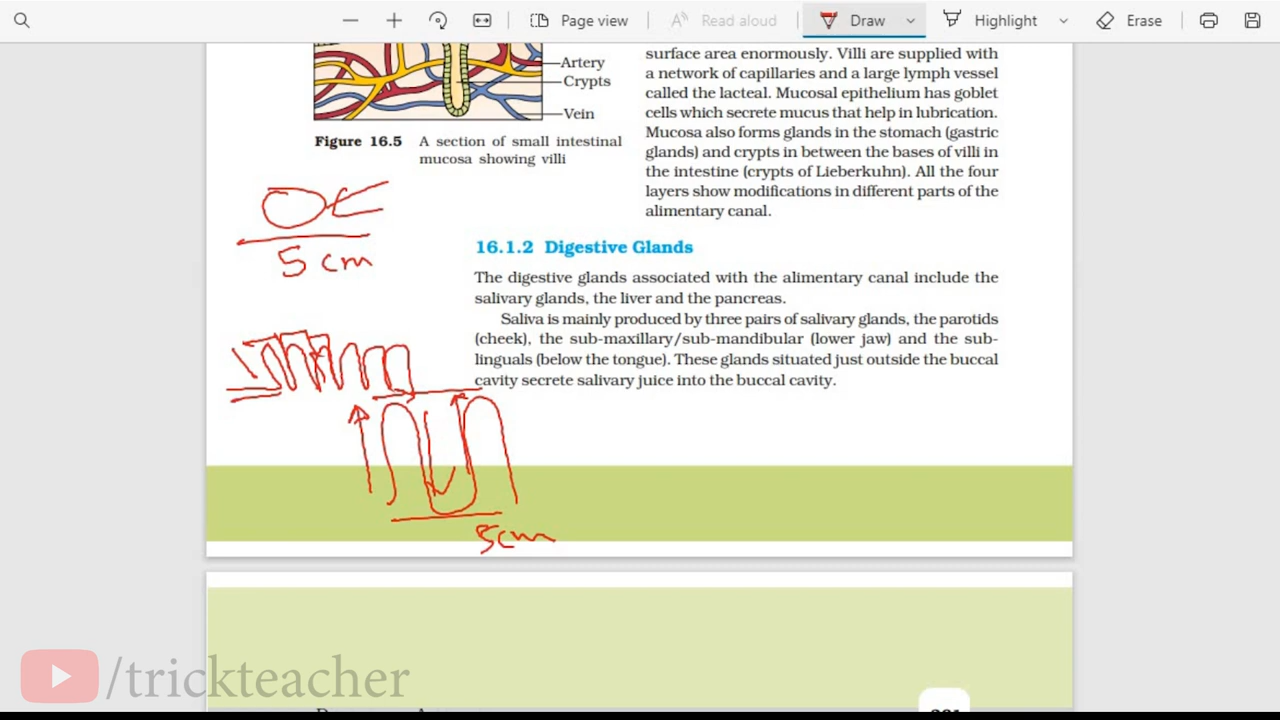 Page view
Read aloud
Draw
Highlight
Erase
surface area enormously. Villi are supplied with
a network of capillaries and a large lymph vessel
called the lacteal. Mucosal epithelium has goblet
cells which secrete mucus that help in lubrication.
Mucosa also forms glands in the stomach (gastric
glands) and crypts in between the bases of villi in
the intestine (crypts of Lieberkuhn). All the four
layers show modifications in different parts of the
alimentary canal.
Artery
Crypts
Vein
Figure 16.5 A section of small intestinal
mucosa showing villi
5 cm
16.1.2 Digestive Glands
The digestive glands associated with the alimentary canal include the
salivary glands, the liver and the pancreas.
Saliva is mainly produced by three pairs of salivary glands, the parotids
(cheek), the sub-maxillary/sub-mandibular (lower jaw) and the sub-
linguals (below the tongue). These glands situated just outside the buccal
cavity secrete salivary juice into the buccal cavity.
5cm
/trickteacher